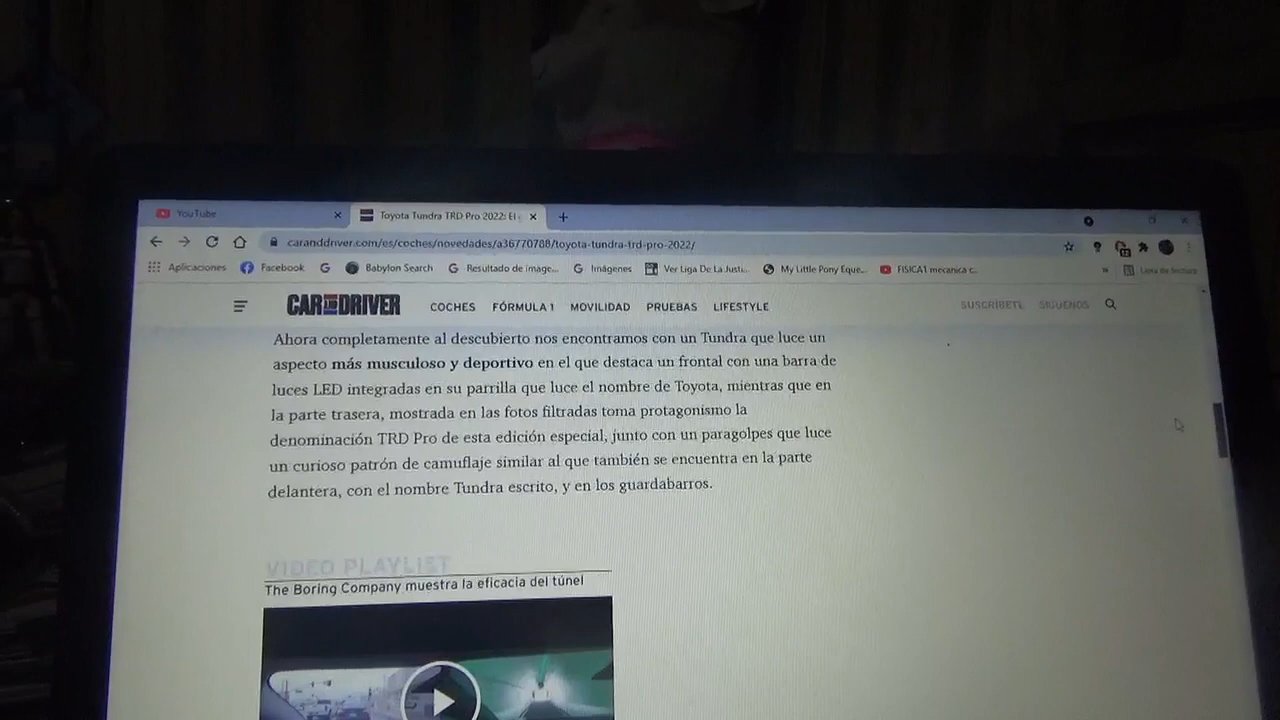 YouTube
Toyota Tundra TRD Pro 2022: El
caranddriver.com/es/coches/novedades/a36770788/toyota-tundra-trd-pro-2022/
Aplicaciones Facebook Babylon Search Resultado de image... Imágenes Ver Liga De La Justi... My Little Pony Eque... FISICA1 mecanica c... » Lista de lectura
CAR AND DRIVER COCHES FÓRMULA 1 MOVILIDAD PRUEBAS LIFESTYLE SUSCRÍBETE SÍGUENOS
Ahora completamente al descubierto nos encontramos con un Tundra que luce un
aspecto más musculoso y deportivo en el que destaca un frontal con una barra de
luces LED integradas en su parrilla que luce el nombre de Toyota, mientras que en
la parte trasera, mostrada en las fotos filtradas toma protagonismo la
denominación TRD Pro de esta edición especial, junto con un paragolpes que luce
un curioso patrón de camuflaje similar al que también se encuentra en la parte
delantera, con el nombre Tundra escrito, y en los guardabarros.
VIDEO PLAYLIST
The Boring Company muestra la eficacia del túnel